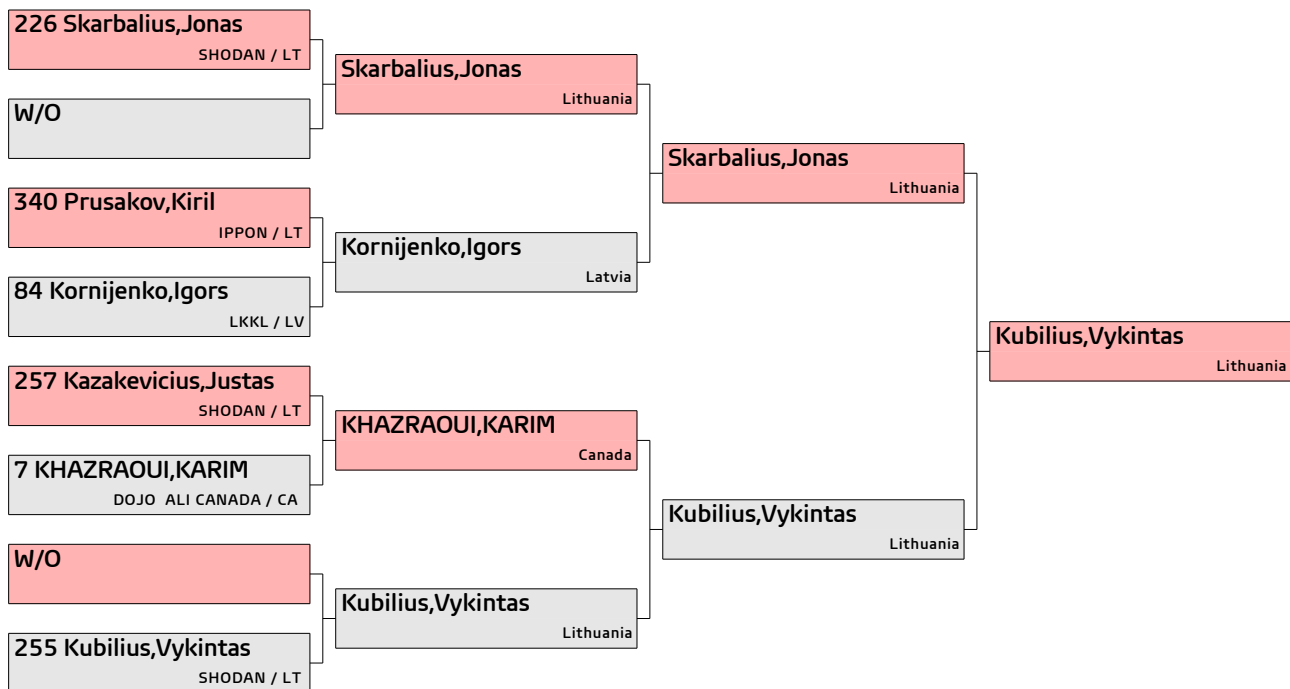 226 Skarbalius,Jonas
SHODAN / LT
W/O
340 Prusakov,Kiril
IPPON / LT
84 Kornijenko,Igors
LKKL / LV
257 Kazakevicius,Justas
SHODAN / LT
7 KHAZRAOUI,KARIM
DOJO ALI CANADA / CA
W/O
255 Kubilius,Vykintas
SHODAN / LT
Skarbalius,Jonas
Lithuania
Kornijenko,Igors
Latvia
KHAZRAOUI,KARIM
Canada
Kubilius,Vykintas
Lithuania
Skarbalius,Jonas
Lithuania
Kubilius,Vykintas
Lithuania
Kubilius,Vykintas
Lithuania